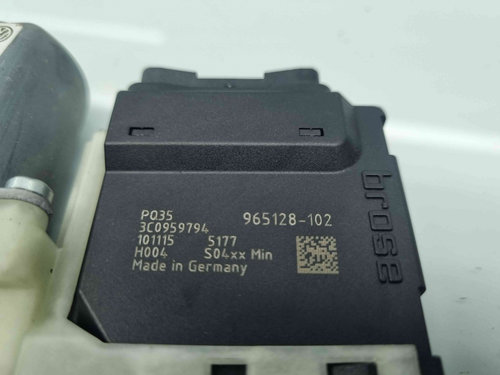 PQ35 965128-102
3C0959794
101115 5177
H004 S04xx Min
Made in Germany
brose